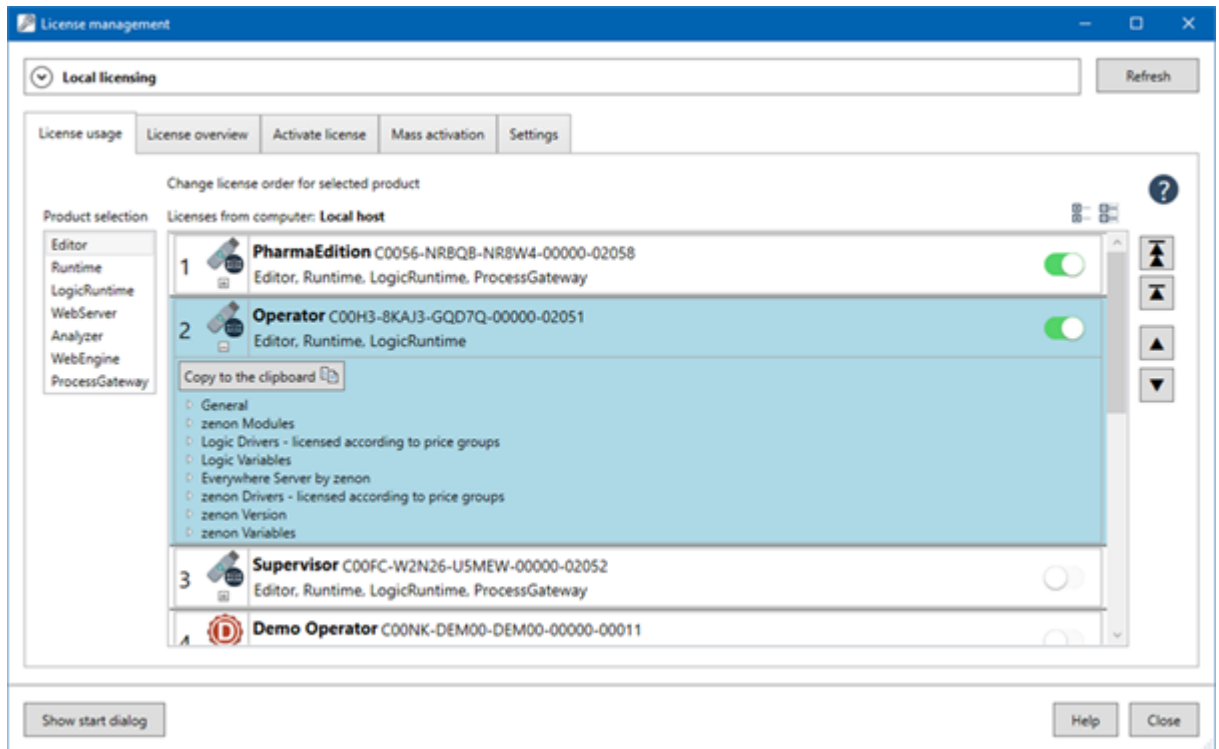 License management
Local licensing
Refresh
License usage License overview Activate license Mass activation Settings
Change license order for selected product
Product selection Licenses from computer: Local host
Editor
Runtime
LogicRuntime
WebServer
Analyzer
WebEngine
ProcessGateway
1 PharmaEdition C0056-NRBQB-NR8W4-00000-02058
Editor, Runtime, LogicRuntime, ProcessGateway
2 Operator C00H3-8KAJ3-GQD7Q-00000-02051
Editor, Runtime, LogicRuntime
Copy to the clipboard
General
zenon Modules
Logic Drivers - licensed according to price groups
Logic Variables
Everywhere Server by zenon
zenon Drivers - licensed according to price groups
zenon Version
zenon Variables
3 Supervisor C00FC-W2N26-U5MEW-00000-02052
Editor, Runtime, LogicRuntime, ProcessGateway
4 D Demo Operator C00NK-DEM00-DEM00-00000-00011
Show start dialog Help Close